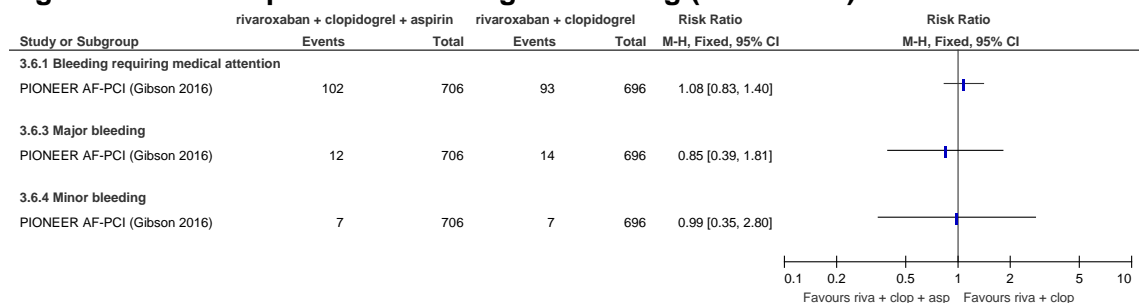 rivaroxaban + clopidogrel + aspirin rivaroxaban + clopidogrel Risk Ratio Risk Ratio
Study or Subgroup Events Total Events Total M-H, Fixed, 95% CI M-H, Fixed, 95% CI
3.6.1 Bleeding requiring medical attention
PIONEER AF-PCI (Gibson 2016) 102 706 93 696 1.08 [0.83, 1.40]
3.6.3 Major bleeding
PIONEER AF-PCI (Gibson 2016) 12 706 14 696 0.85 [0.39, 1.81]
3.6.4 Minor bleeding
PIONEER AF-PCI (Gibson 2016) 7 706 7 696 0.99 [0.35, 2.80]
0.1 0.2 0.5 1 2 5 10
Favours riva + clop + asp Favours riva + clop